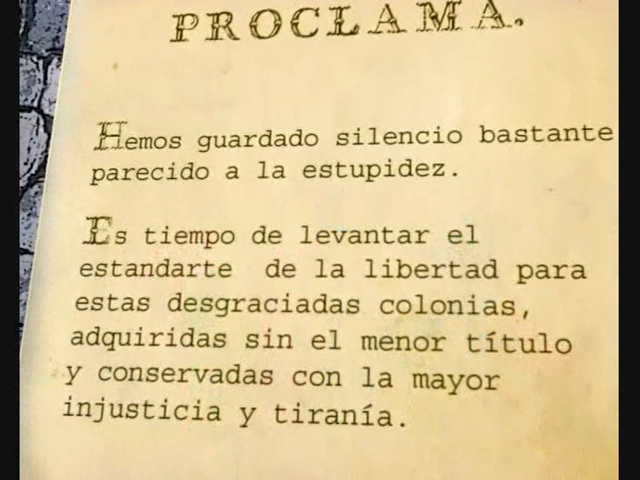 PROCLAMA.
Hemos guardado silencio bastante
parecido a la estupidez.
Es tiempo de levantar el
estandarte de la libertad para
estas desgraciadas colonias,
adquiridas sin el menor título
y conservadas con la mayor
injusticia y tiranía.